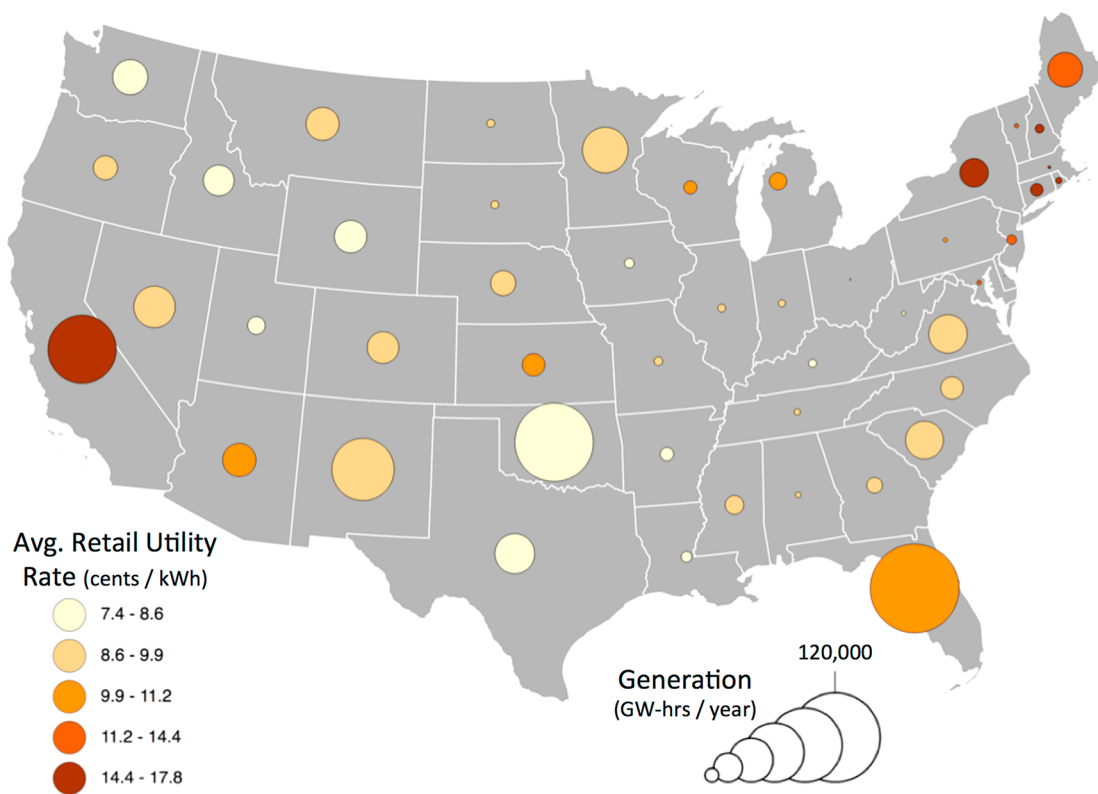 Avg. Retail Utility
Rate (cents / kWh)
7.4 - 8.6
8.6 - 9.9
9.9 - 11.2
11.2 - 14.4
14.4 - 17.8
120,000
Generation
(GW-hrs / year)